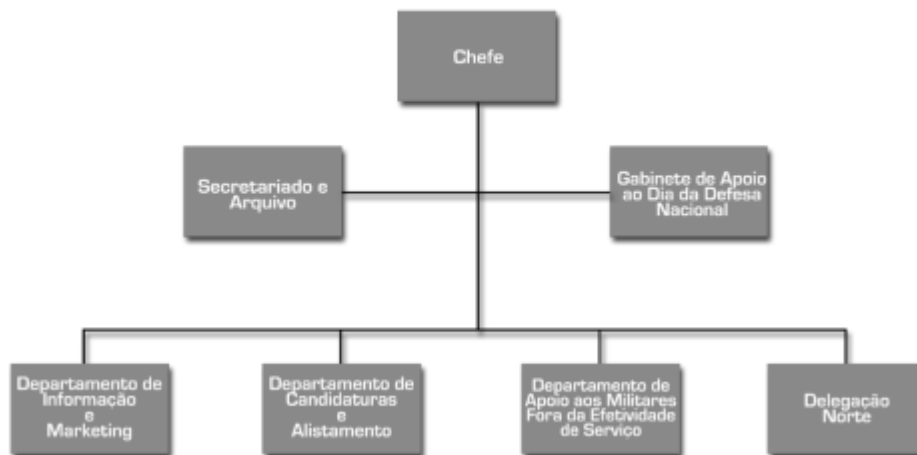 Chefe
Secretariado e
Arquivo
Gabinete de Apoio
ao Dia da Defesa
Nacional
Departamento de
Informação
e
Marketing
Departamento de
Candidaturas
e
Alistamento
Departamento de
Apoio aos Militares
Fora da Efetividade
de Serviço
Delegação
Norte